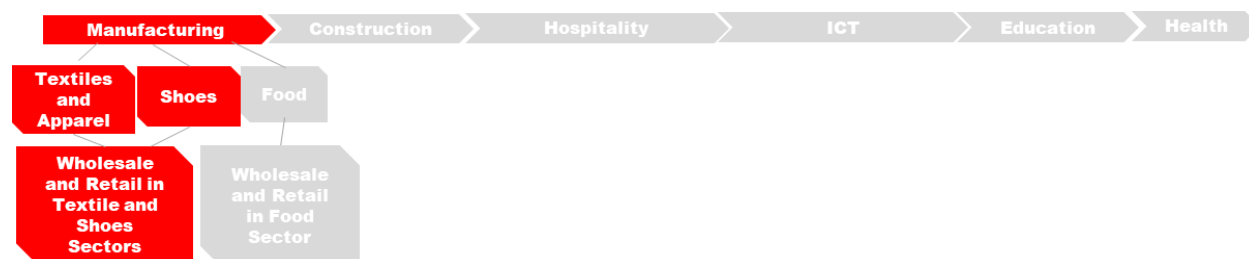 Manufacturing Construction Hospitality ICT Education Health
Textiles
and
Apparel
Shoes
Food
Wholesale
and Retail in
Textile and
Shoes
Sectors
Wholesale
and Retail
in Food
Sector